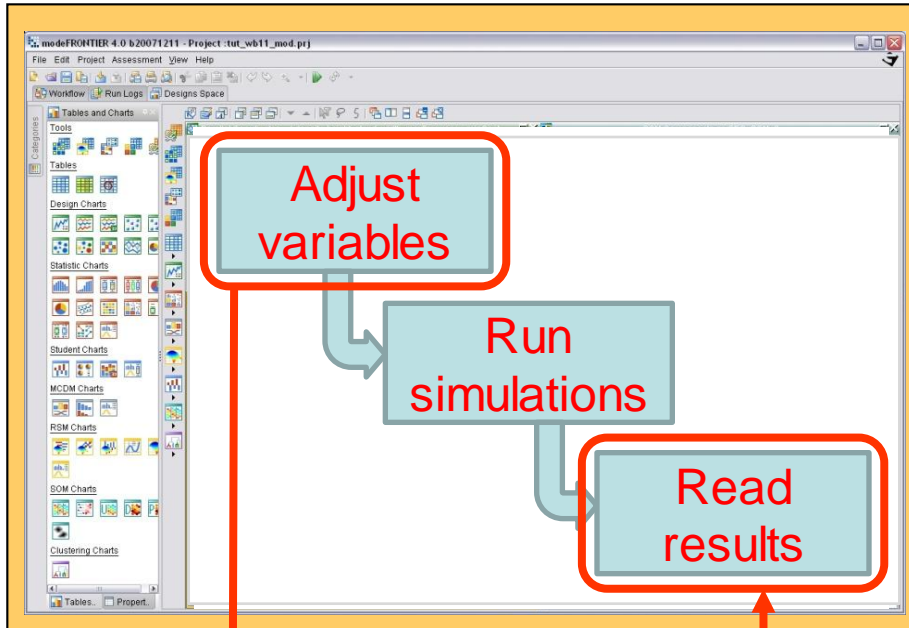 modeFRONTIER 4.0 b20071211 - Project :tut_wb11_mod.prj
File Edit Project Assessment View Help
Workflow Run Logs Designs Space
Categories
Tables and Charts
Tools
Tables
Design Charts
Statistic Charts
Student Charts
MCDM Charts
RSM Charts
SOM Charts
Clustering Charts
Tables.. Propert..
Adjust
variables
Run
simulations
Read
results